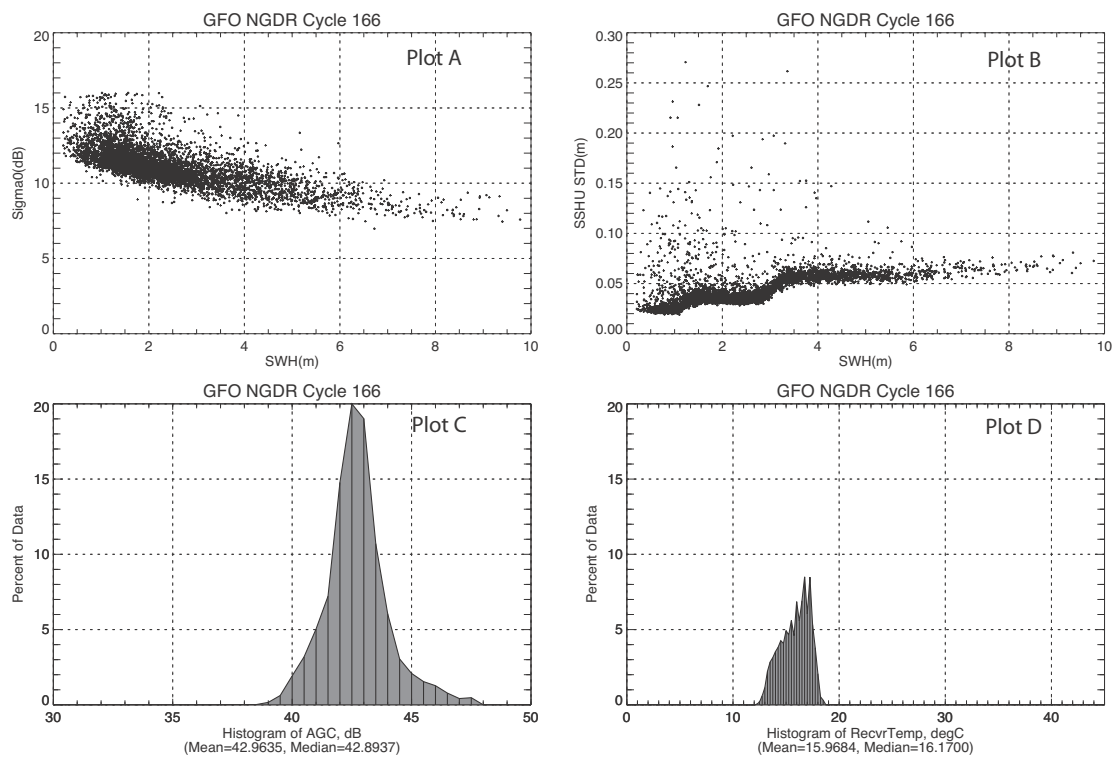 GFO NGDR Cycle 166
20
15
10
5
0
Sigma0(dB)
Plot A
0 2 4 6 8 10
SWH(m)
GFO NGDR Cycle 166
0.30
0.25
0.20
0.15
0.10
0.05
0.00
SSHU STD(m)
Plot B
0 2 4 6 8 10
SWH(m)
GFO NGDR Cycle 166
20
15
10
5
0
Percent of Data
Plot C
30 35 40 45 50
Histogram of AGC, dB
(Mean=42.9635, Median=42.8937)
GFO NGDR Cycle 166
20
15
10
5
0
Percent of Data
Plot D
0 10 20 30 40
Histogram of RecvrTemp, degC
(Mean=15.9684, Median=16.1700)